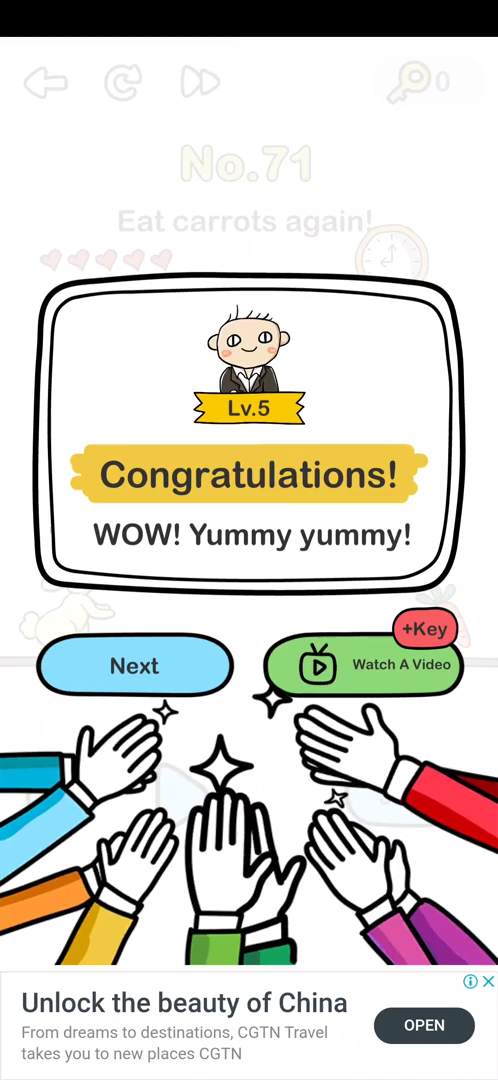 0
No.71
Eat carrots again!
Lv.5
Congratulations!
WOW! Yummy yummy!
+Key
Next
Watch A Video
Unlock the beauty of China
From dreams to destinations, CGTN Travel
takes you to new places CGTN
OPEN